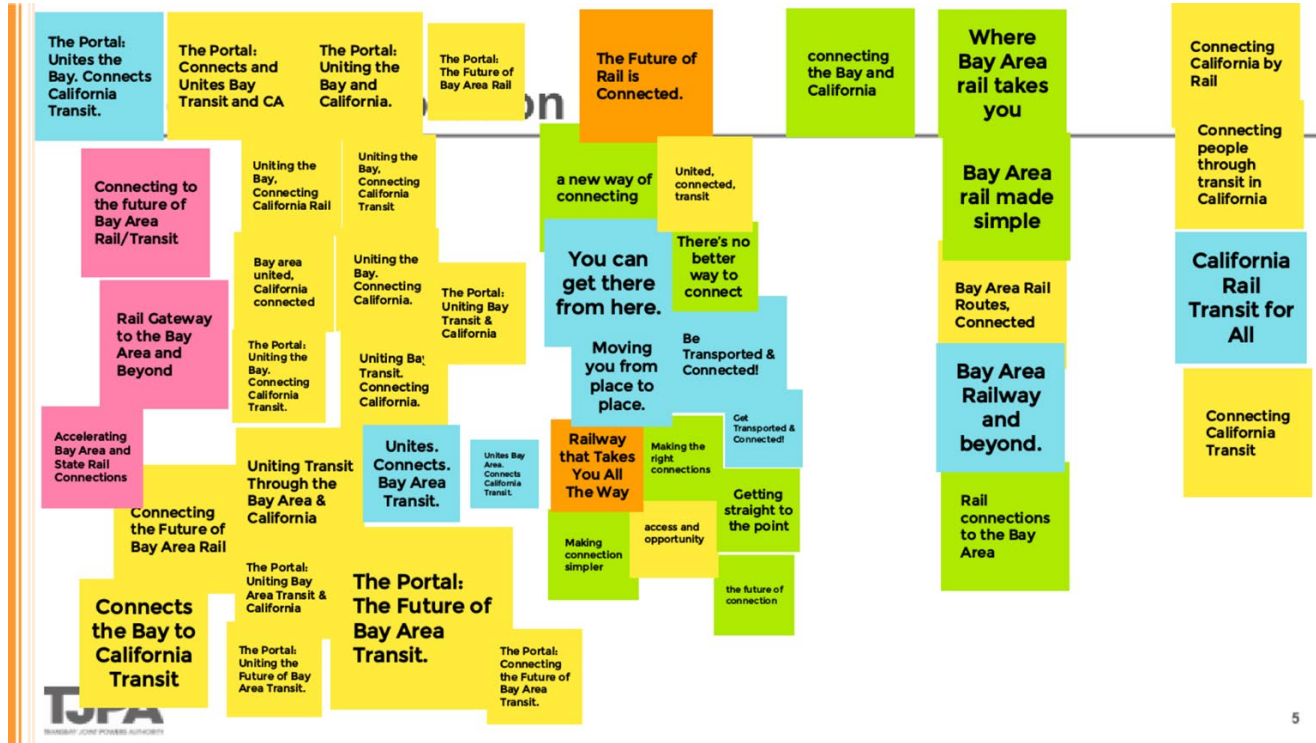 The Portal:
Unites the
Bay. Connects
California
Transit.
The Portal:
Connects and
Unites Bay
Transit and CA
The Portal:
Uniting the
Bay and
California.
The Portal:
The Future of
Bay Area Rail
The Future of
Rail is
Connected.
connecting
the Bay and
California
Where
Bay Area
rail takes
you
Connecting
California by
Rail
on
Connecting to
the future of
Bay Area
Rail/Transit
Uniting the
Bay,
Connecting
California Rail
Uniting the
Bay,
Connecting
California
Transit
a new way of
connecting
United,
connected,
transit
Bay Area
rail made
simple
Connecting
people
through
transit in
California
Bay area
united,
California
connected
Uniting the
Bay.
Connecting
California.
The Portal:
Uniting Bay
Transit &
California
You can
get there
from here.
There's no
better
way to
connect
Bay Area Rail
Routes,
Connected
California
Rail
Transit for
All
Rail Gateway
to the Bay
Area and
Beyond
The Portal:
Uniting the
Bay.
Connecting
California
Transit.
Uniting Bay
Transit.
Connecting
California.
Moving
you from
place to
place.
Be
Transported &
Connected!
Bay Area
Railway
and
beyond.
Connecting
California
Transit
Accelerating
Bay Area and
State Rail
Connections
Uniting Transit
Through the
Bay Area &
California
Unites.
Connects.
Bay Area
Transit.
Unites Bay
Area.
Connects
California
Transit.
Railway
that Takes
You All
The Way
Making the
right
connections
Get
Transported &
Connected!
Getting
straight to
the point
Rail
connections
to the Bay
Area
Connecting
the Future of
Bay Area Rail
Making
connection
simpler
access and
opportunity
the future of
connection
The Portal:
Uniting Bay
Area Transit &
California
The Portal:
The Future of
Bay Area
Transit.
Connects
the Bay to
California
Transit
The Portal:
Uniting the
Future of Bay
Area Transit.
The Portal:
Connecting
the Future of
Bay Area
Transit.
TJPA
TRANSBAY JOINT POWERS AUTHORITY
5